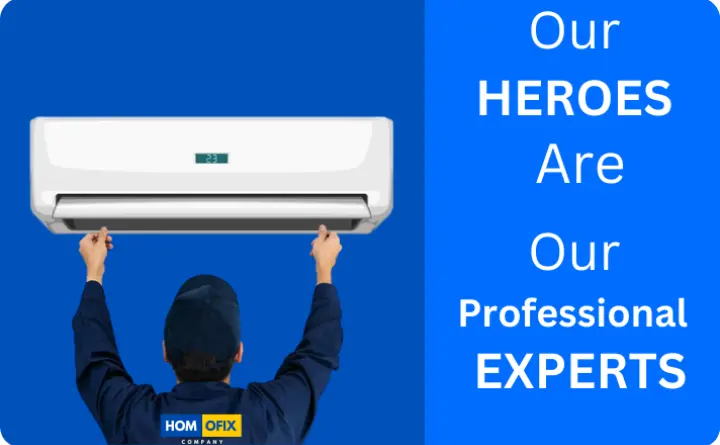 Our
HEROES
Are
Our
Professional
EXPERTS
23
HOM OFIX
COMPANY